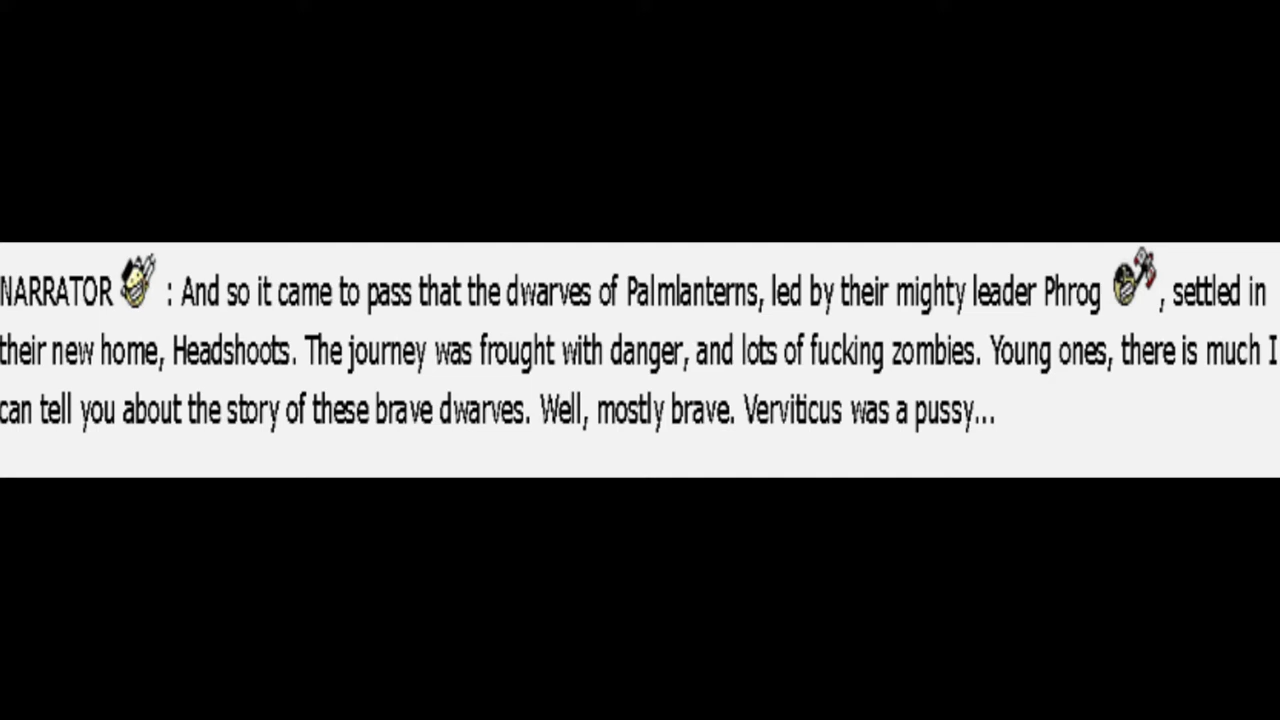 NARRATOR : And so it came to pass that the dwarves of Palmlanterns, led by their mighty leader Phrog , settled in
their new home, Headshoots. The journey was frought with danger, and lots of fucking zombies. Young ones, there is much I
can tell you about the story of these brave dwarves. Well, mostly brave. Verviticus was a pussy...